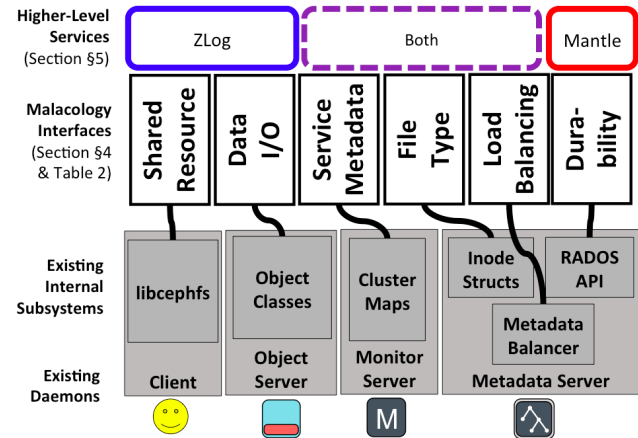 Higher-Level
Services
(Section §5)
ZLog
Both
Mantle
Malacology
Interfaces
(Section §4
& Table 2)
Shared
Resource
Data
I/O
Service
Metadata
File
Type
Load
Balancing
Dura-
bility
Existing
Internal
Subsystems
libcephfs
Object
Classes
Cluster
Maps
Inode
Structs
RADOS
API
Metadata
Balancer
Existing
Daemons
Client
Object
Server
Monitor
Server
Metadata Server
M